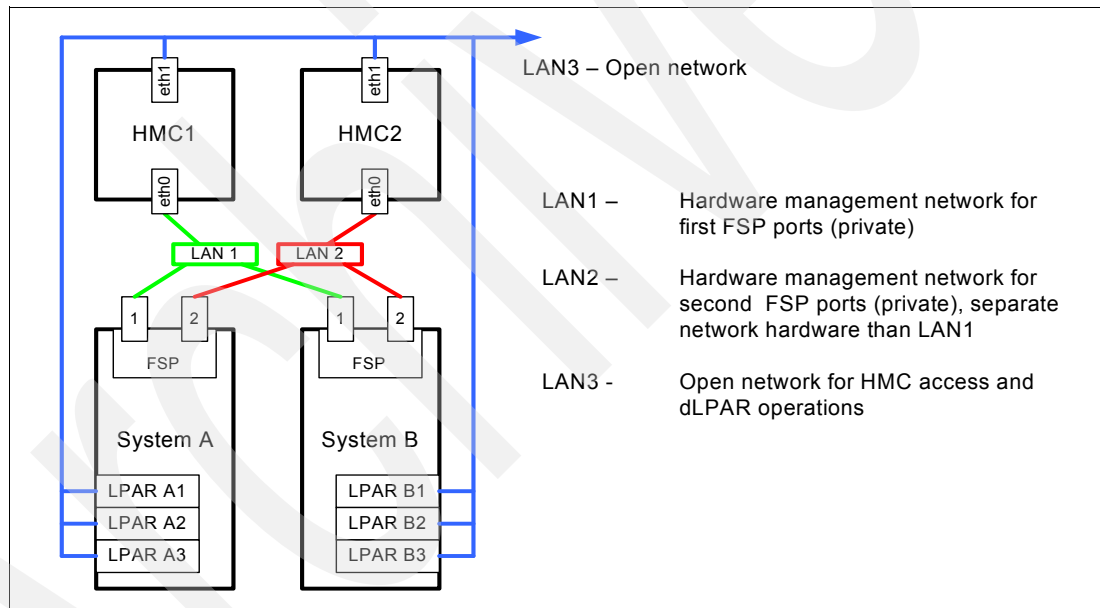 eth1
eth1
LAN3 – Open network
HMC1
HMC2
eth0
eth0
LAN 1
LAN 2
1
2
1
2
FSP
FSP
System A
System B
LPAR A1
LPAR A2
LPAR A3
LPAR B1
LPAR B2
LPAR B3
LAN1 –
Hardware management network for
first FSP ports (private)
LAN2 –
Hardware management network for
second FSP ports (private), separate
network hardware than LAN1
LAN3 -
Open network for HMC access and
dLPAR operations